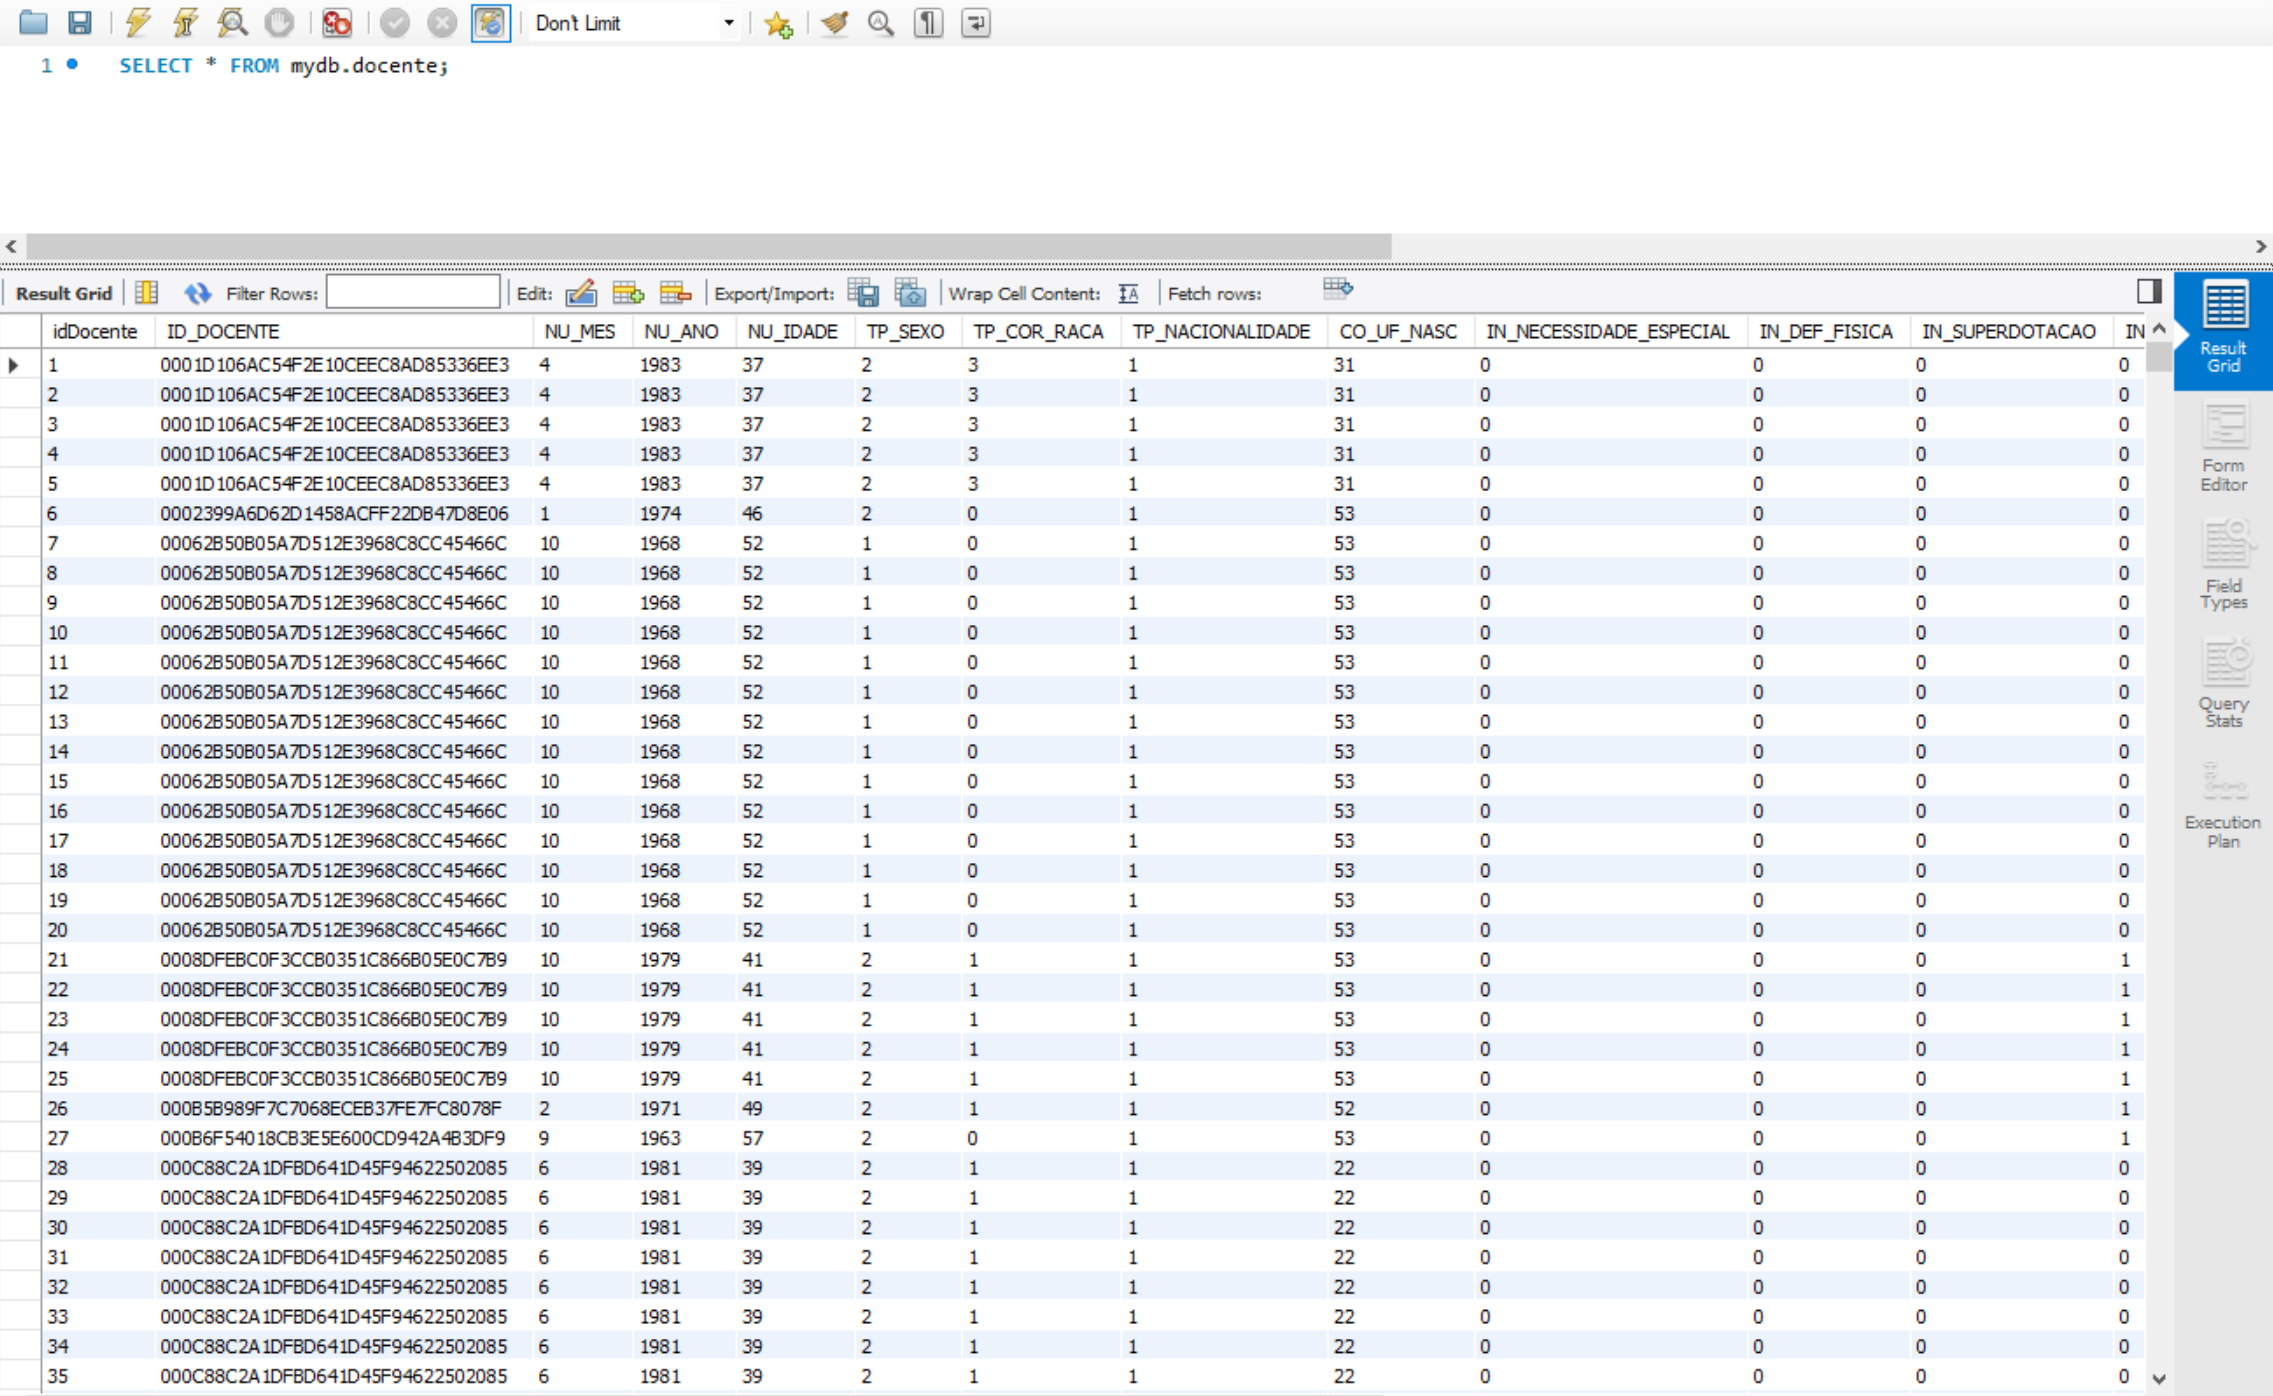 Don't Limit
1 SELECT * FROM mydb.docente;
Result Grid Filter Rows: Edit: Export/Import: Wrap Cell Content: Fetch rows:
idDocente ID_DOCENTE NU_MES NU_ANO NU_IDADE TP_SEXO TP_COR_RACA TP_NACIONALIDADE CO_UF_NASC IN_NECESSIDADE_ESPECIAL IN_DEF_FISICA IN_SUPERDOTACAO IN
1 0001D106AC54F2E10CEEC8AD85336EE3 4 1983 37 2 3 1 31 0 0 0 0
2 0001D106AC54F2E10CEEC8AD85336EE3 4 1983 37 2 3 1 31 0 0 0 0
3 0001D106AC54F2E10CEEC8AD85336EE3 4 1983 37 2 3 1 31 0 0 0 0
4 0001D106AC54F2E10CEEC8AD85336EE3 4 1983 37 2 3 1 31 0 0 0 0
5 0001D106AC54F2E10CEEC8AD85336EE3 4 1983 37 2 3 1 31 0 0 0 0
6 0002399A6D62D1458ACFF22DB47D8E06 1 1974 46 2 0 1 53 0 0 0 0
7 00062B50B05A7D512E3968C8CC45466C 10 1968 52 1 0 1 53 0 0 0 0
8 00062B50B05A7D512E3968C8CC45466C 10 1968 52 1 0 1 53 0 0 0 0
9 00062B50B05A7D512E3968C8CC45466C 10 1968 52 1 0 1 53 0 0 0 0
10 00062B50B05A7D512E3968C8CC45466C 10 1968 52 1 0 1 53 0 0 0 0
11 00062B50B05A7D512E3968C8CC45466C 10 1968 52 1 0 1 53 0 0 0 0
12 00062B50B05A7D512E3968C8CC45466C 10 1968 52 1 0 1 53 0 0 0 0
13 00062B50B05A7D512E3968C8CC45466C 10 1968 52 1 0 1 53 0 0 0 0
14 00062B50B05A7D512E3968C8CC45466C 10 1968 52 1 0 1 53 0 0 0 0
15 00062B50B05A7D512E3968C8CC45466C 10 1968 52 1 0 1 53 0 0 0 0
16 00062B50B05A7D512E3968C8CC45466C 10 1968 52 1 0 1 53 0 0 0 0
17 00062B50B05A7D512E3968C8CC45466C 10 1968 52 1 0 1 53 0 0 0 0
18 00062B50B05A7D512E3968C8CC45466C 10 1968 52 1 0 1 53 0 0 0 0
19 00062B50B05A7D512E3968C8CC45466C 10 1968 52 1 0 1 53 0 0 0 0
20 00062B50B05A7D512E3968C8CC45466C 10 1968 52 1 0 1 53 0 0 0 0
21 0008DFEBC0F3CCB0351C866B05E0C7B9 10 1979 41 2 1 1 53 0 0 0 1
22 0008DFEBC0F3CCB0351C866B05E0C7B9 10 1979 41 2 1 1 53 0 0 0 1
23 0008DFEBC0F3CCB0351C866B05E0C7B9 10 1979 41 2 1 1 53 0 0 0 1
24 0008DFEBC0F3CCB0351C866B05E0C7B9 10 1979 41 2 1 1 53 0 0 0 1
25 0008DFEBC0F3CCB0351C866B05E0C7B9 10 1979 41 2 1 1 53 0 0 0 1
26 000B5B989F7C7068ECEB37FE7FC8078F 2 1971 49 2 1 1 52 0 0 0 1
27 000B6F54018CB3E5E600CD942A4B3DF9 9 1963 57 2 0 1 53 0 0 0 1
28 000C88C2A1DFBD641D45F94622502085 6 1981 39 2 1 1 22 0 0 0 0
29 000C88C2A1DFBD641D45F94622502085 6 1981 39 2 1 1 22 0 0 0 0
30 000C88C2A1DFBD641D45F94622502085 6 1981 39 2 1 1 22 0 0 0 0
31 000C88C2A1DFBD641D45F94622502085 6 1981 39 2 1 1 22 0 0 0 0
32 000C88C2A1DFBD641D45F94622502085 6 1981 39 2 1 1 22 0 0 0 0
33 000C88C2A1DFBD641D45F94622502085 6 1981 39 2 1 1 22 0 0 0 0
34 000C88C2A1DFBD641D45F94622502085 6 1981 39 2 1 1 22 0 0 0 0
35 000C88C2A1DFBD641D45F94622502085 6 1981 39 2 1 1 22 0 0 0 0
Result
Grid
Form
Editor
Field
Types
Query
Stats
Execution
Plan